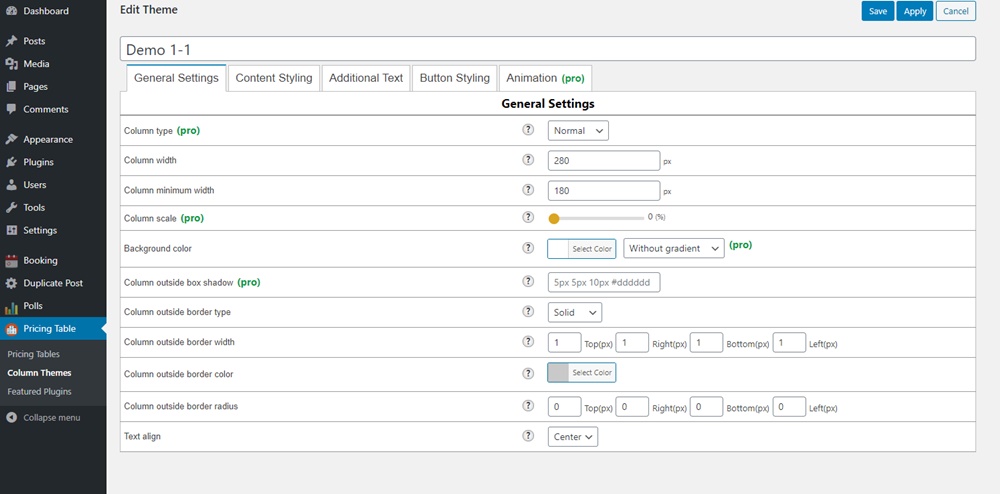 Dashboard
Posts
Media
Pages
Comments
Appearance
Plugins
Users
Tools
Settings
Booking
Duplicate Post
Polls
Pricing Table
Pricing Tables
Column Themes
Featured Plugins
Collapse menu
Edit Theme
Save Apply Cancel
Demo 1-1
General Settings Content Styling Additional Text Button Styling Animation (pro)
General Settings
Column type (pro) ? Normal
Column width ? 280 px
Column minimum width ? 180 px
Column scale (pro) ? 0 (%)
Background color ? Select Color Without gradient (pro)
Column outside box shadow (pro) ? 5px 5px 10px #dddddd
Column outside border type ? Solid
Column outside border width ? 1 Top(px) 1 Right(px) 1 Bottom(px) 1 Left(px)
Column outside border color ? Select Color
Column outside border radius ? 0 Top(px) 0 Right(px) 0 Bottom(px) 0 Left(px)
Text align ? Center